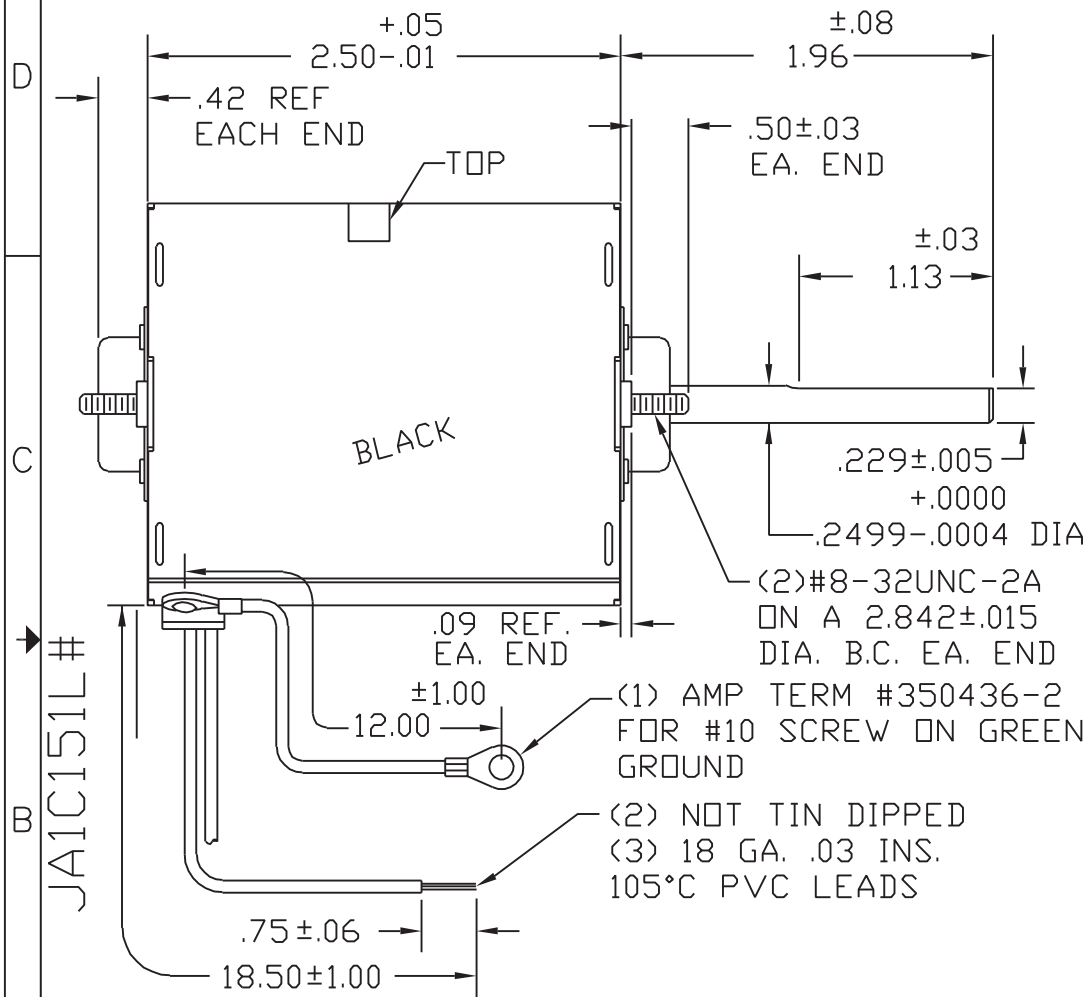 +.05
2.50-.01
±.08
1.96
D
.42 REF
EACH END
.50±.03
EA. END
TOP
±.03
1.13
BLACK
C
.229±.005
+.0000
.2499-.0004 DIA
(2)#8-32UNC-2A
ON A 2.842±.015
DIA. B.C. EA. END
.09 REF.
EA. END
JA1C151L#
±1.00
12.00
(1) AMP TERM #350436-2
FOR #10 SCREW ON GREEN
GROUND
B
(2) NOT TIN DIPPED
(3) 18 GA. .03 INS.
105°C PVC LEADS
.75±.06
18.50±1.00